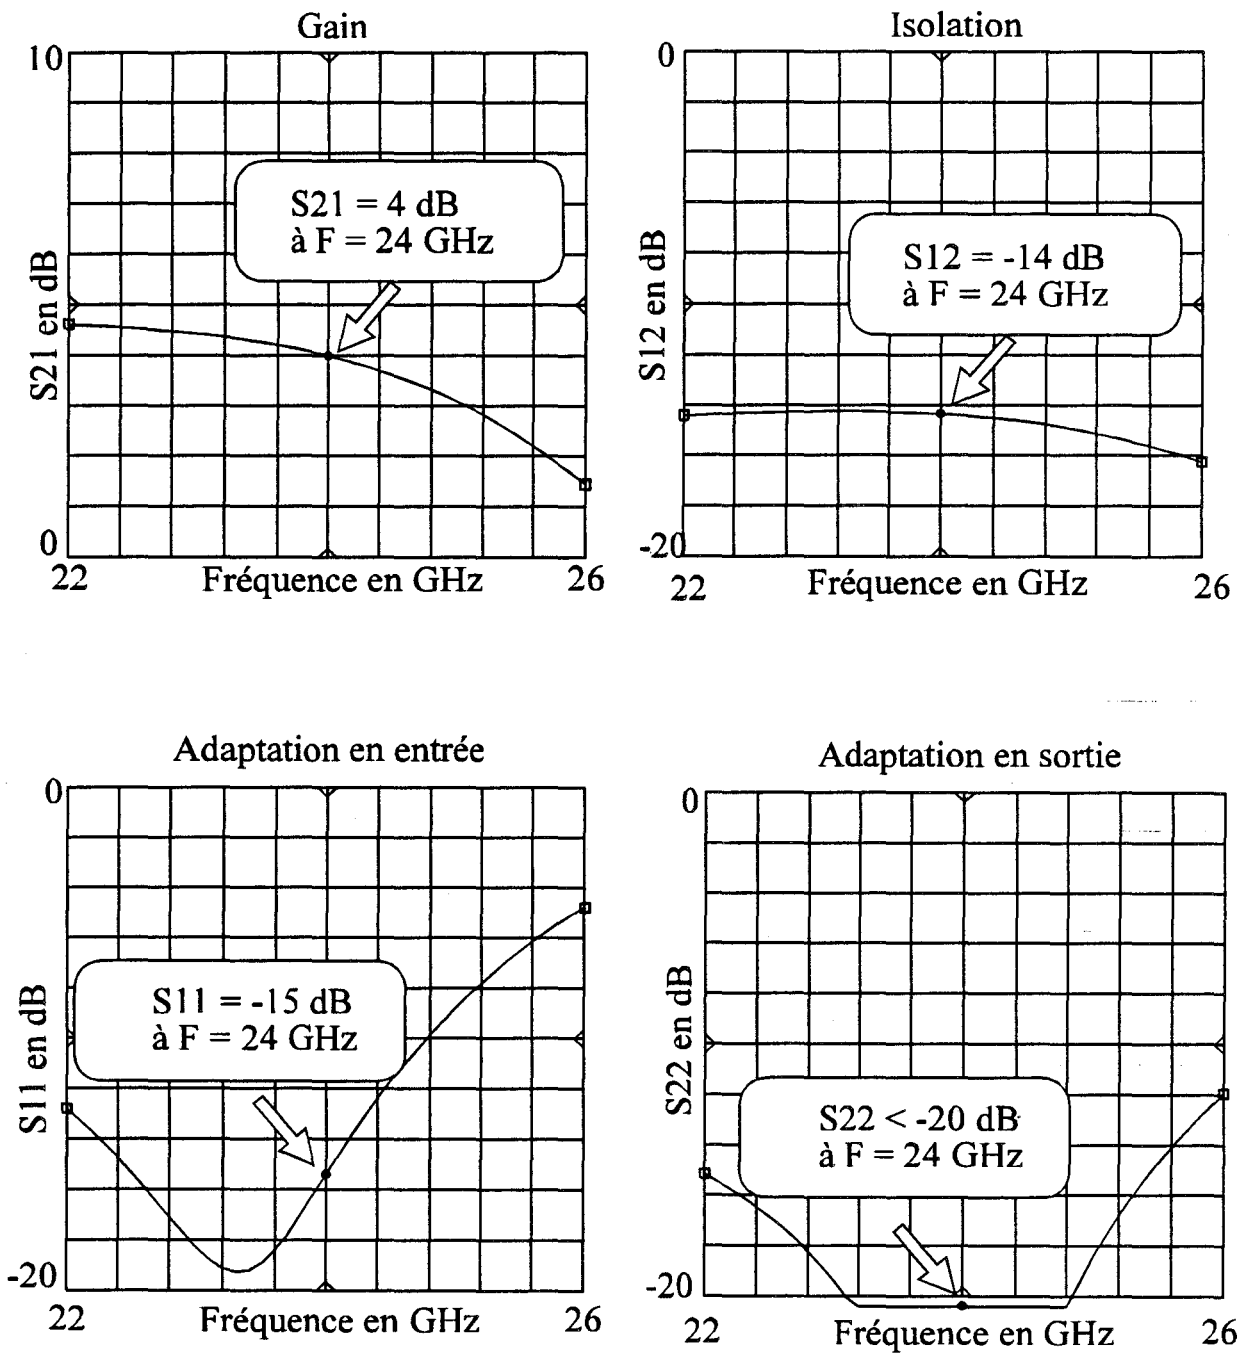 Gain
10
S21 = 4 dB
à F = 24 GHz
S21 en dB
0
22
Fréquence en GHz
26
Isolation
0
S12 = -14 dB
à F = 24 GHz
S12 en dB
-20
22
Fréquence en GHz
26
Adaptation en entrée
0
S11 = -15 dB
à F = 24 GHz
S11 en dB
-20
22
Fréquence en GHz
26
Adaptation en sortie
0
S22 < -20 dB
à F = 24 GHz
S22 en dB
-20
22
Fréquence en GHz
26